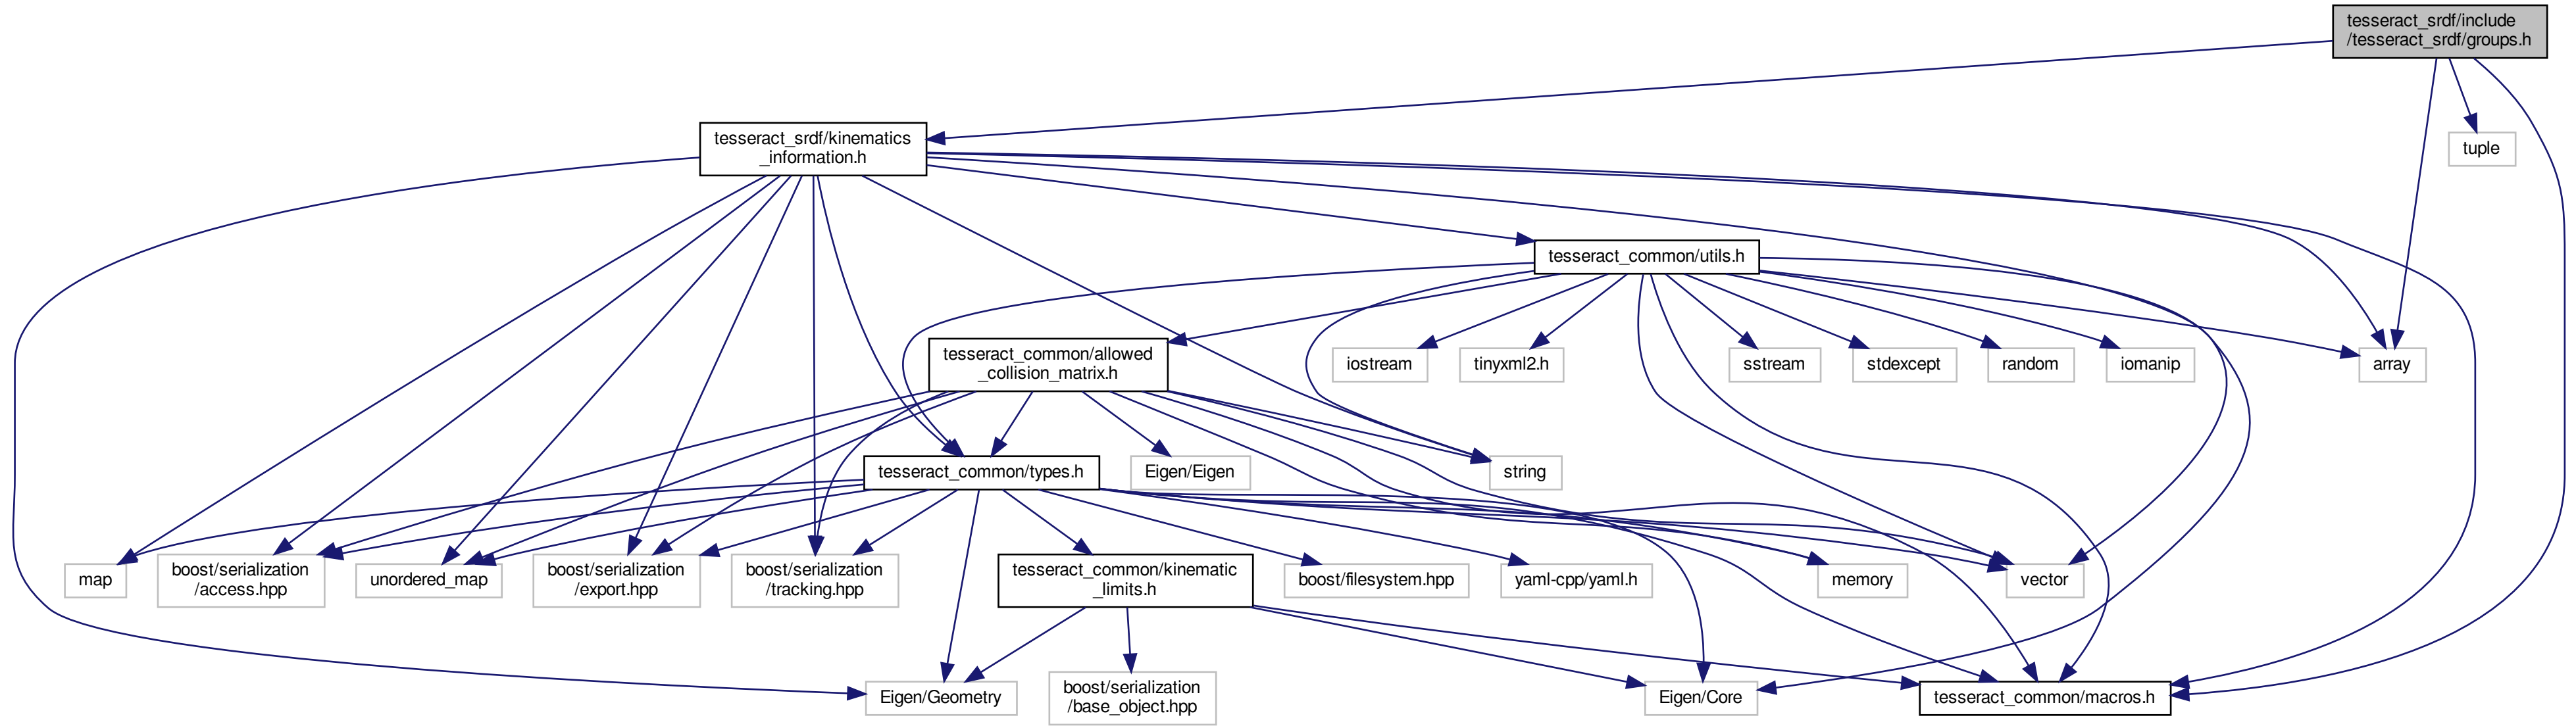 tesseract_srdf/include
/tesseract_srdf/groups.h
tesseract_srdf/kinematics
_information.h
tuple
tesseract_common/utils.h
tesseract_common/allowed
_collision_matrix.h
iostream
tinyxml2.h
sstream
stdexcept
random
iomanip
array
tesseract_common/types.h
Eigen/Eigen
string
map
boost/serialization
/access.hpp
unordered_map
boost/serialization
/export.hpp
boost/serialization
/tracking.hpp
tesseract_common/kinematic
_limits.h
boost/filesystem.hpp
yaml-cpp/yaml.h
memory
vector
Eigen/Geometry
boost/serialization
/base_object.hpp
Eigen/Core
tesseract_common/macros.h